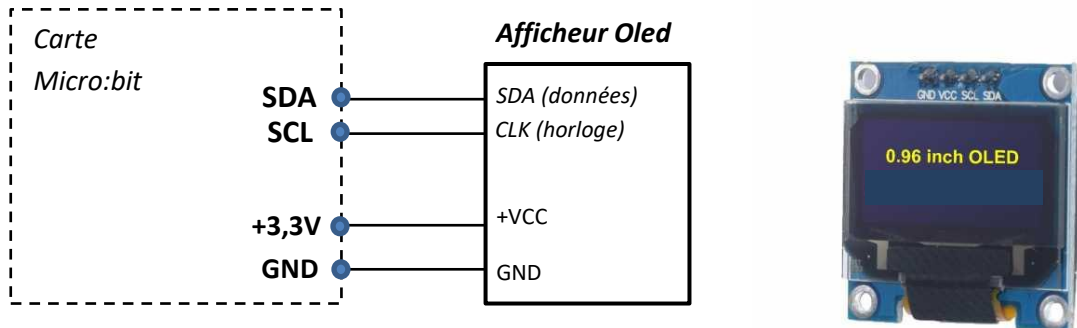 Carte
Micro:bit
SDA
SCL
+3,3V
GND
Afficheur Oled
SDA (données)
CLK (horloge)
+VCC
GND
GND VCC SCL SDA
0.96 inch OLED